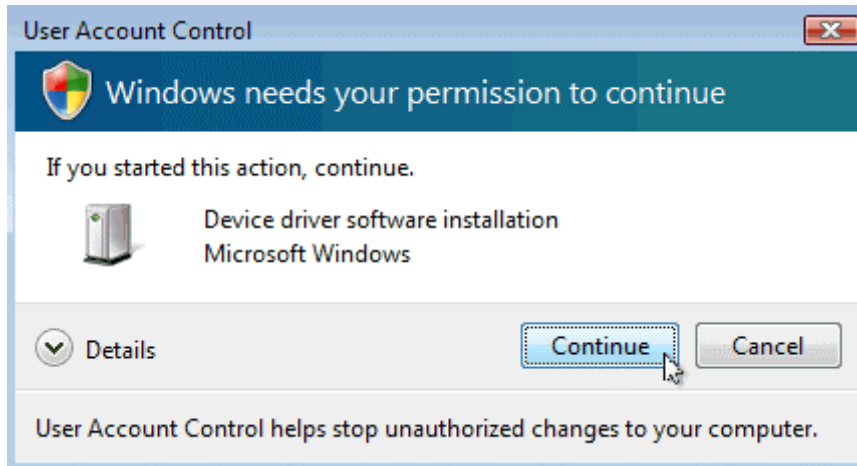 User Account Control
Windows needs your permission to continue
If you started this action, continue.
Device driver software installation
Microsoft Windows
Details
Continue
Cancel
User Account Control helps stop unauthorized changes to your computer.